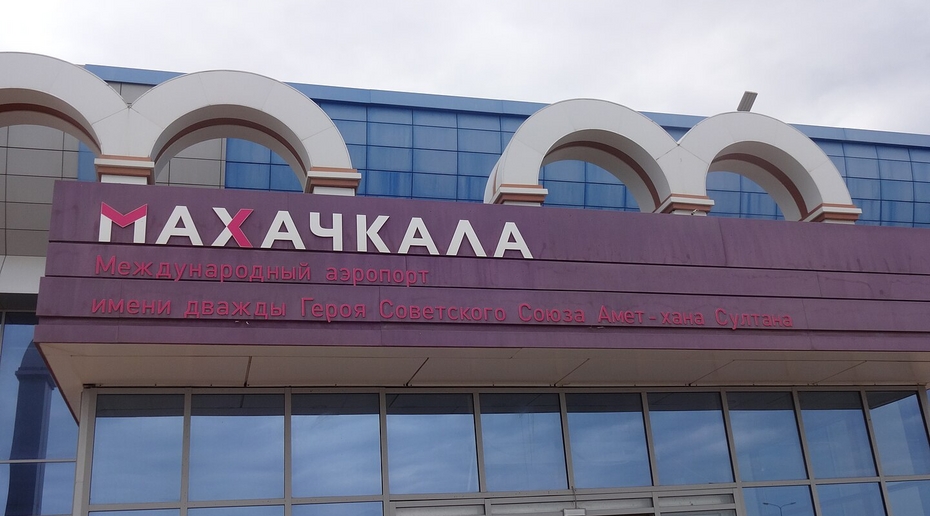 МАХАЧКАЛА
Международный аэропорт
имени дважды Героя Советского Союза Амет-хана Султана